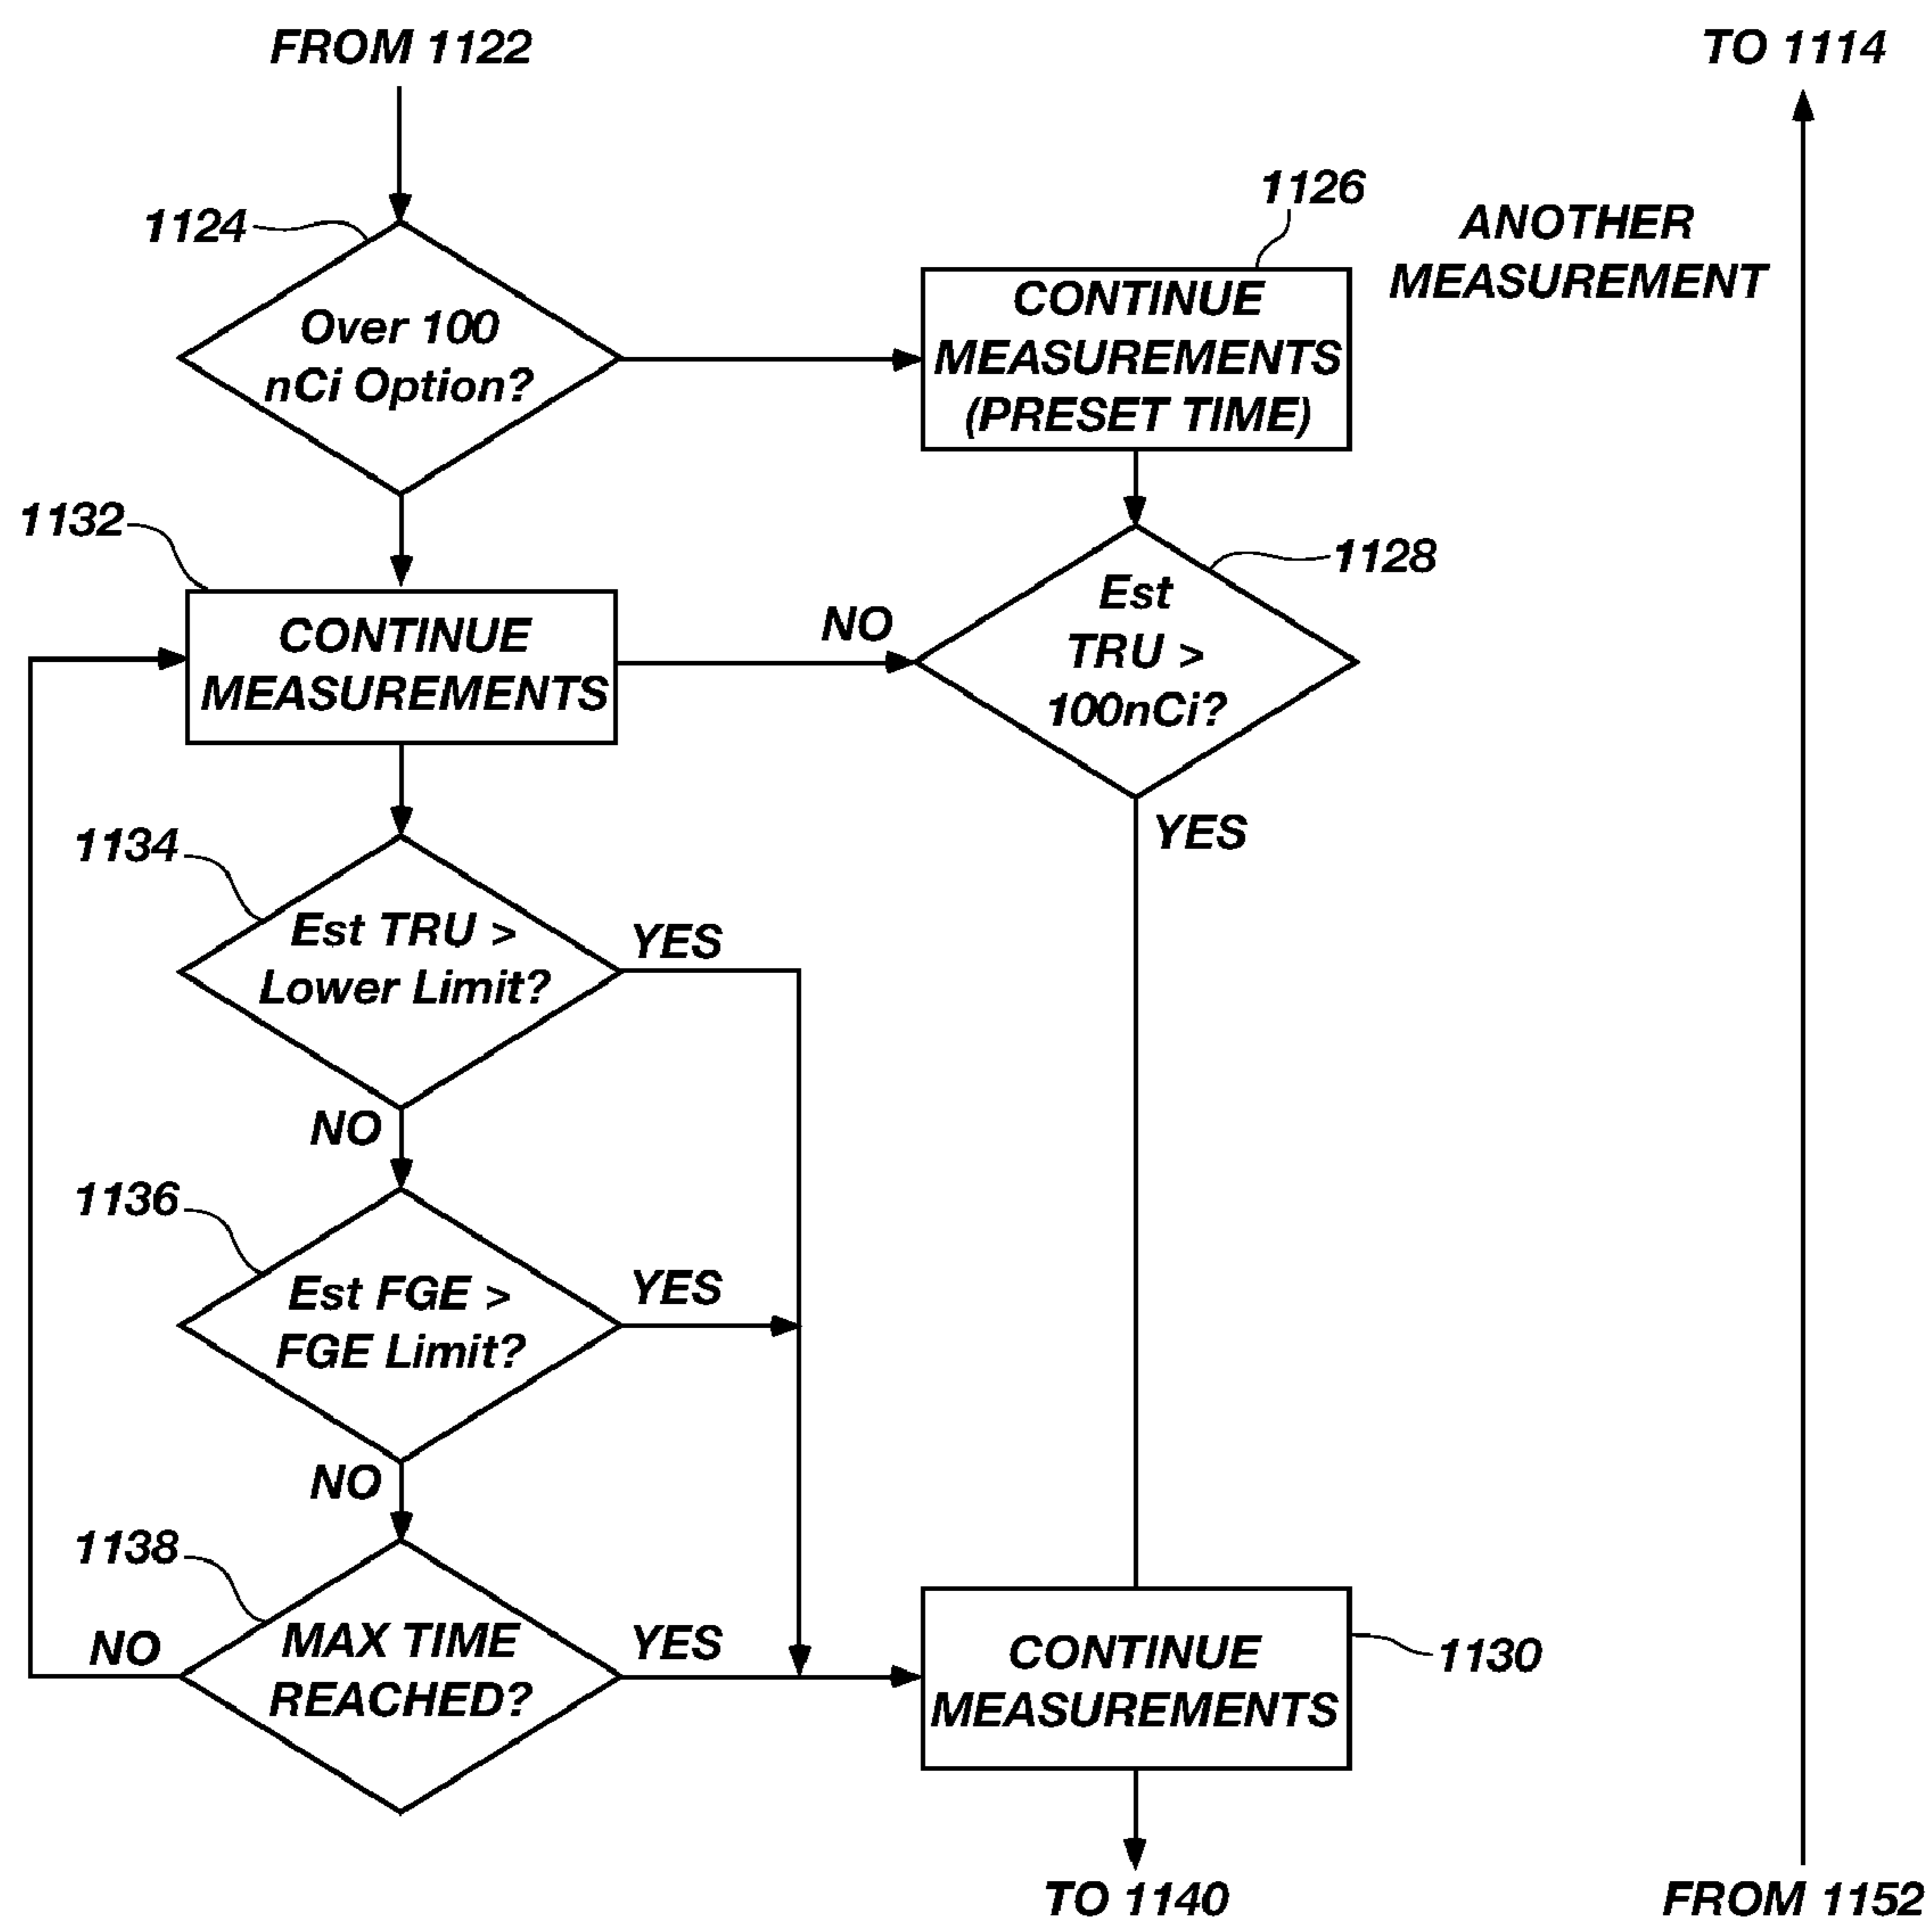 FROM 1122
TO 1114
1124
Over 100
nCi Option?
1126
CONTINUE
MEASUREMENTS
(PRESET TIME)
ANOTHER
MEASUREMENT
1132
CONTINUE
MEASUREMENTS
NO
1128
Est
TRU >
100nCi?
YES
1134
Est TRU >
Lower Limit?
YES
NO
1136
Est FGE >
FGE Limit?
YES
NO
1138
MAX TIME
REACHED?
NO
YES
CONTINUE
MEASUREMENTS
1130
TO 1140
FROM 1152